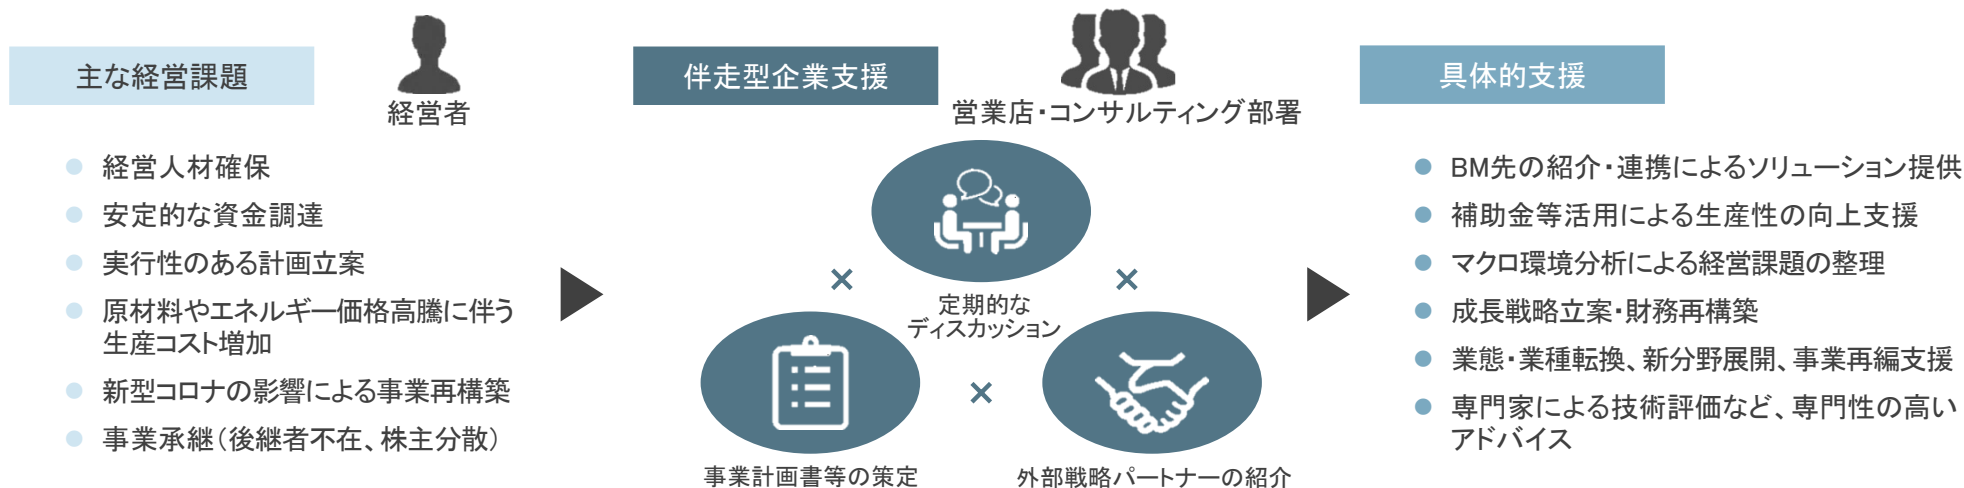 主な経営課題
経営者
経営人材確保
安定的な資金調達
実行性のある計画立案
原材料やエネルギー価格高騰に伴う
生産コスト増加
新型コロナの影響による事業再構築
事業承継（後継者不在、株主分散）
伴走型企業支援
営業店・コンサルティング部署
×
×
定期的な
ディスカッション
×
事業計画書等の策定
外部戦略パートナーの紹介
具体的支援
BM先の紹介・連携によるソリューション提供
補助金等活用による生産性の向上支援
マクロ環境分析による経営課題の整理
成長戦略立案・財務再構築
業態・業種転換、新分野展開、事業再編支援
専門家による技術評価など、専門性の高い
アドバイス